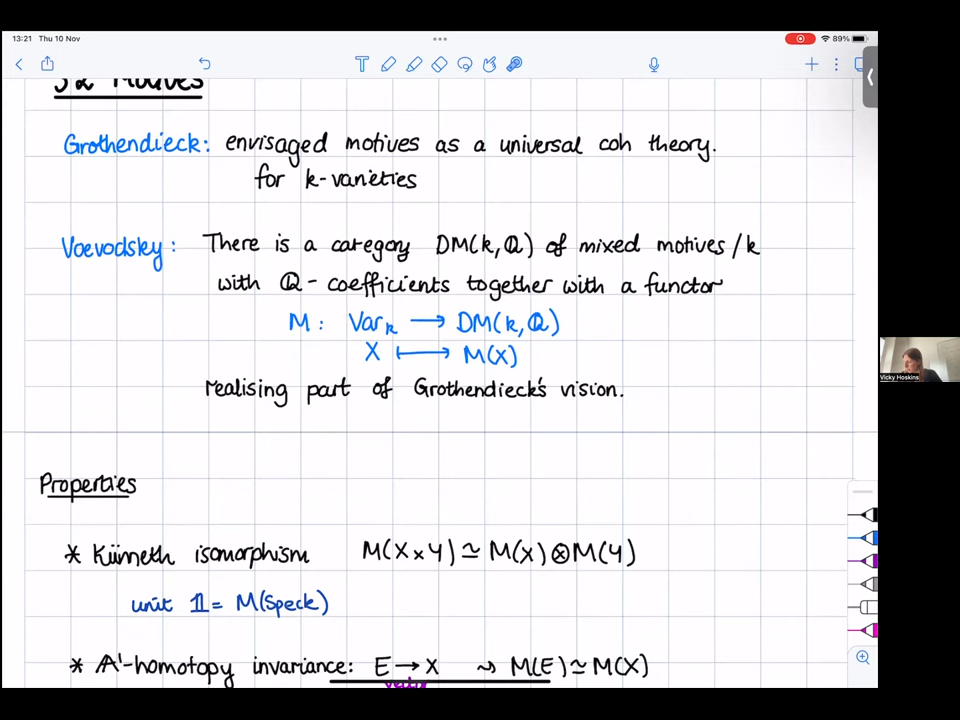 13:21 Thu 10 Nov
89%
§2 Motives
Grothendieck: envisaged motives as a universal coh theory.
for k-varieties
Voevodsky: There is a category DM(k,ℚ) of mixed motives/k
with ℚ-coefficients together with a functor
M: Var_k ⟶ DM(k,ℚ)
X ⟼ M(X)
realising part of Grothendieck's vision.
Properties
* Künneth isomorphism M(X×Y) ≃ M(X)⊗M(Y)
unit 𝟙 = M(Spec k)
* 𝔸¹-homotopy invariance: E → X ⇝ M(E) ≃ M(X)
vector
Vicky Hoskins